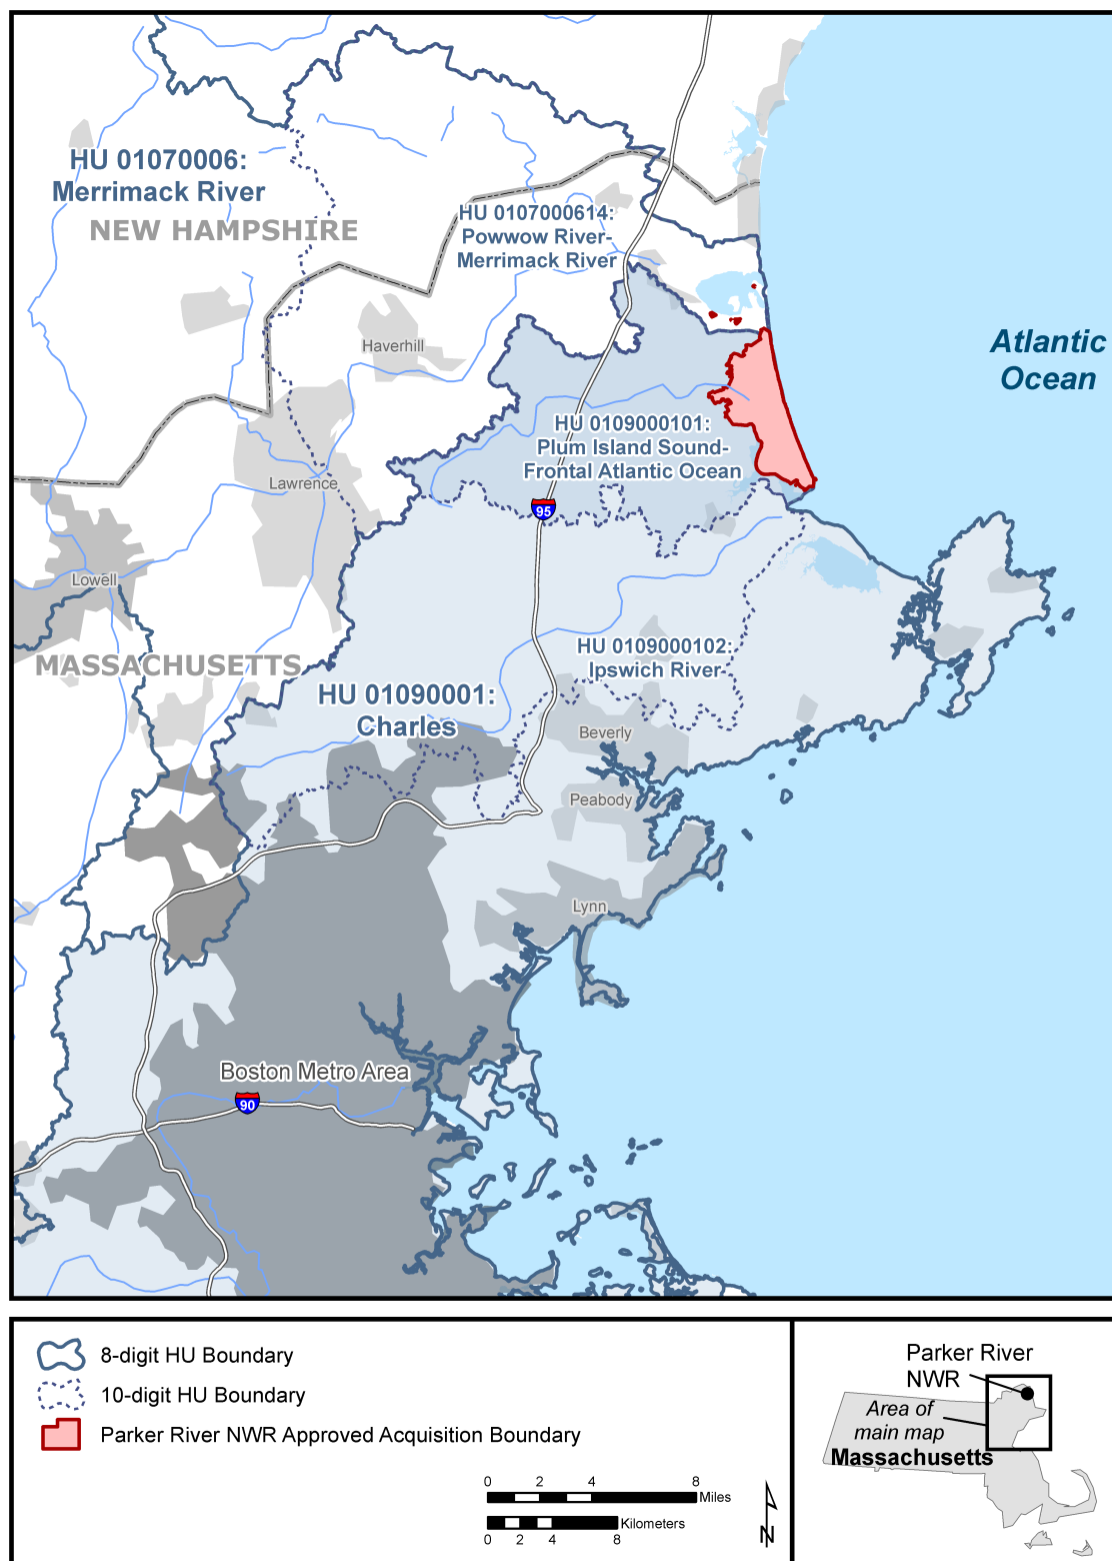 HU 01070006:
Merrimack River
NEW HAMPSHIRE
HU 0107000614:
Powwow River-
Merrimack River
Haverhill
Atlantic
Ocean
HU 0109000101:
Plum Island Sound-
Frontal Atlantic Ocean
Lawrence
95
Lowell
MASSACHUSETTS
HU 0109000102:
Ipswich River
HU 01090001:
Charles
Beverly
Peabody
Lynn
Boston Metro Area
90
8-digit HU Boundary
10-digit HU Boundary
Parker River NWR Approved Acquisition Boundary
0 2 4 8
Miles
Kilometers
0 2 4 8
N
Parker River
NWR
Area of
main map
Massachusetts